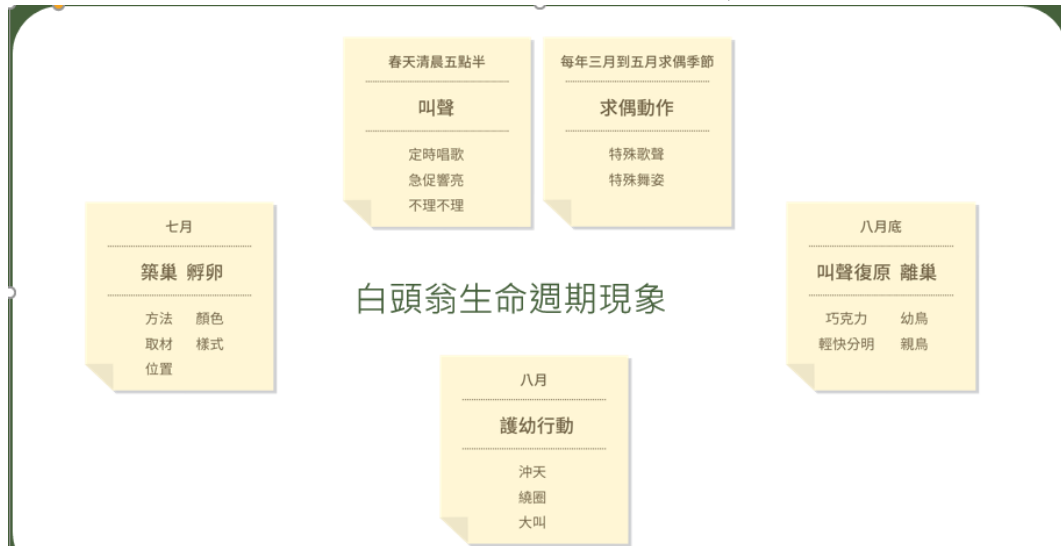 春天清晨五點半
叫聲
定時唱歌
急促響亮
不理不理
每年三月到五月求偶季節
求偶動作
特殊歌聲
特殊舞姿
七月
築巢 孵卵
方法 顏色
取材 樣式
位置
白頭翁生命週期現象
八月底
叫聲復原 離巢
巧克力 幼鳥
輕快分明 親鳥
八月
護幼行動
沖天
繞圈
大叫